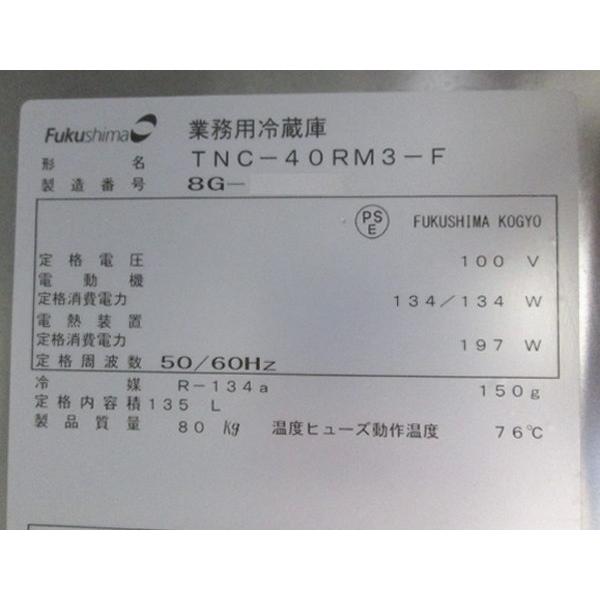 Fukushima 業務用冷蔵庫
形 名 TNC-40RM3-F
製造番号 8G-
PS E FUKUSHIMA KOGYO
定格電圧 100 V
電動機
定格消費電力 134/134 W
電熱装置
定格消費電力 197 W
定格周波数 50/60Hz
冷 媒 R-134a 150g
定格内容積 135 L
製品質量 80 kg 温度ヒューズ動作温度 76℃